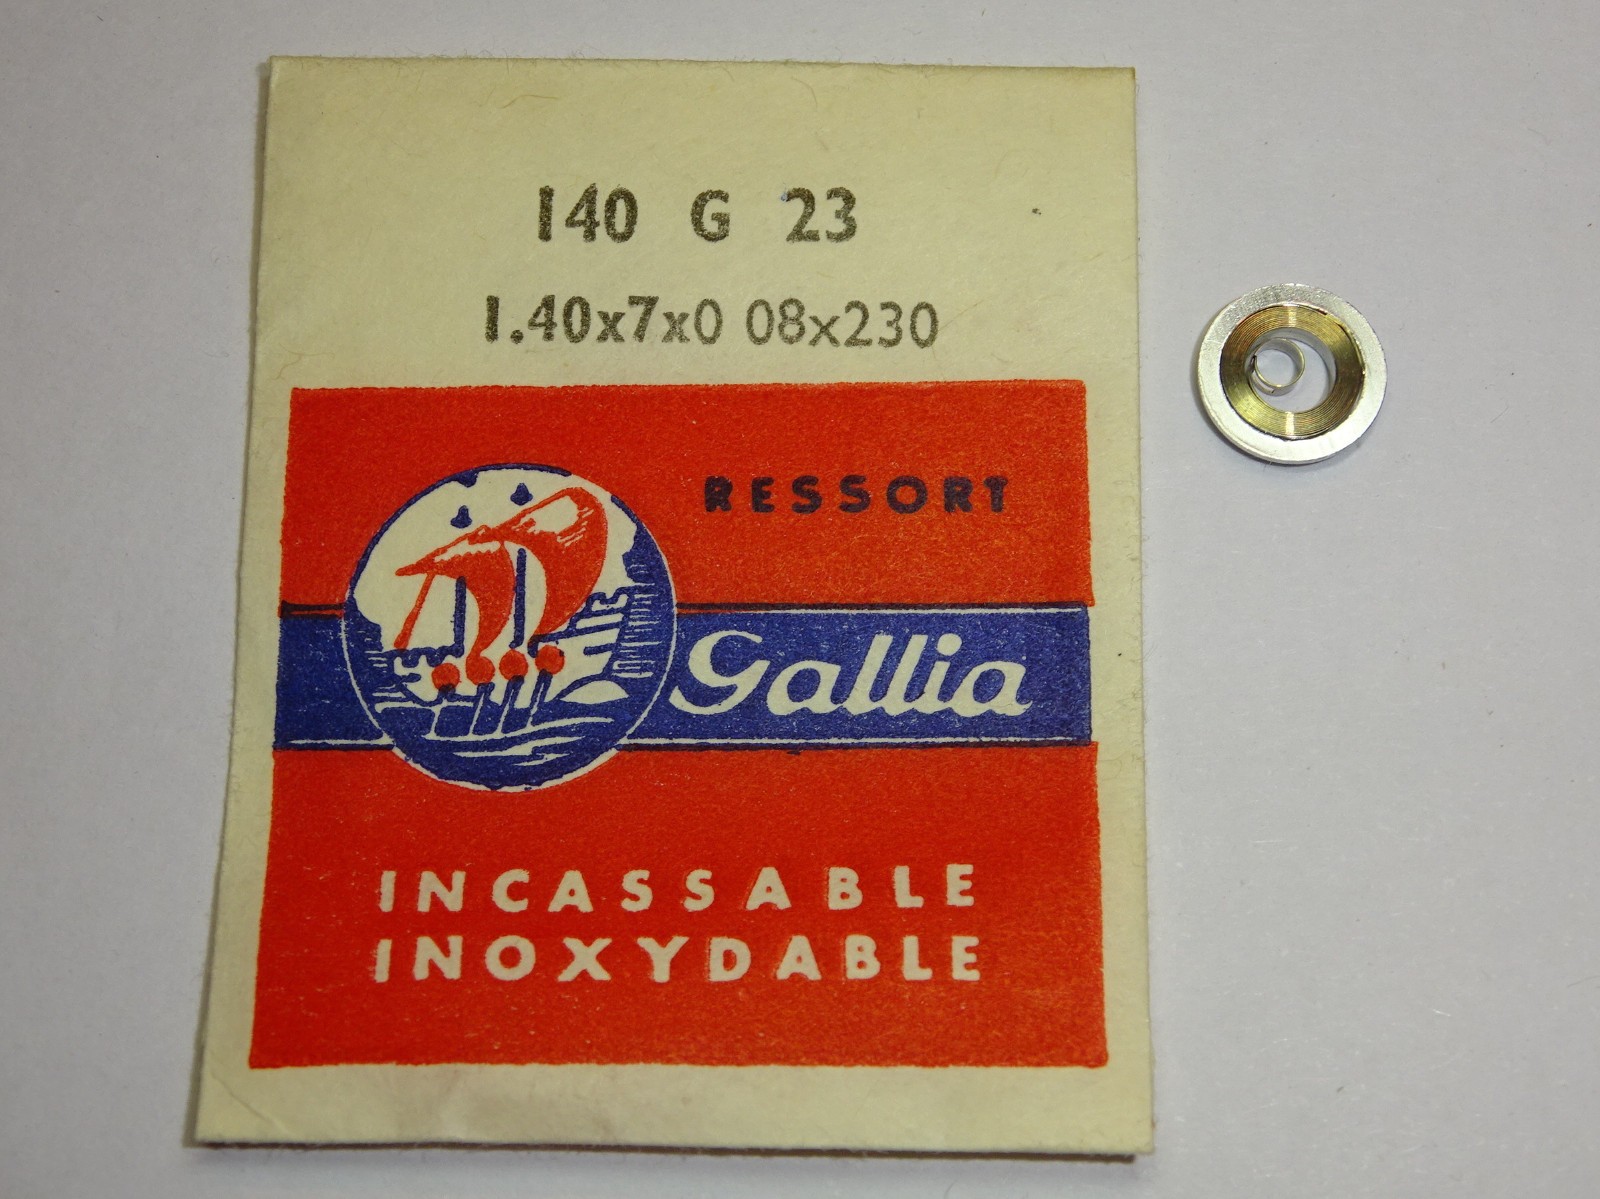 140 G 23
1.40x7x0 08x230
RESSORT
Gallia
INCASSABLE
INOXYDABLE